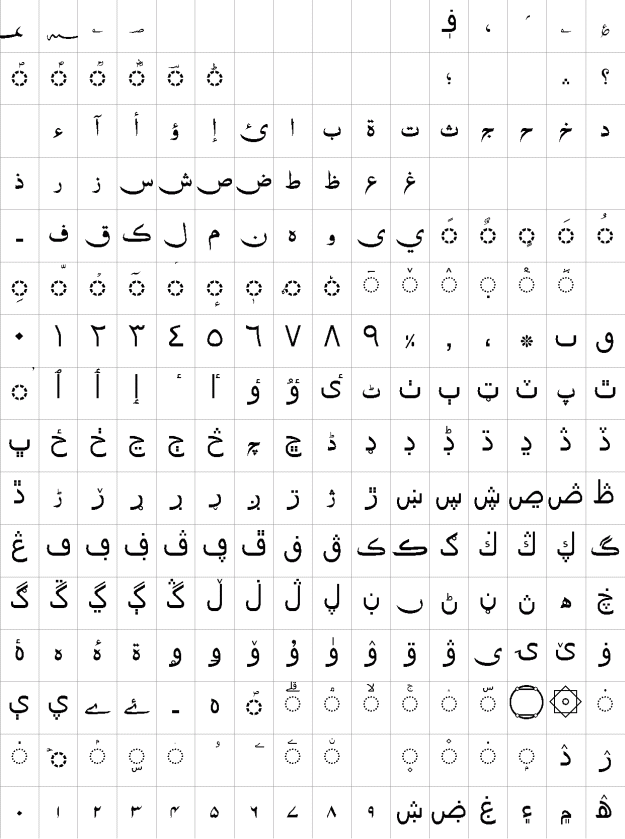 ؀ ؁ ؂ ؃ ؋ ، ؍ ؎ ؏
◌ؐ ◌ؑ ◌ؒ ◌ؓ ◌ؔ ◌ؕ ؛ ؞ ؟
ء آ أ ؤ إ ئ ا ب ة ت ث ج ح خ د
ذ ر ز س ش ص ض ط ظ ع غ
ـ ف ق ك ل م ن ه و ى ي ◌ً ◌ٌ ◌ٍ ◌َ ◌ُ
◌ِ ◌ّ ◌ْ ◌ٓ ◌ٔ ◌ٕ ◌ٖ ◌ٗ ◌٘ ◌ٙ ◌ٚ ◌ٛ ◌ٜ ◌ٝ ◌ٞ
٠ ١ ٢ ٣ ٤ ٥ ٦ ٧ ٨ ٩ ٪ ٫ ٬ ٭ ٮ ٯ
◌ٰ ٱ ٲ ٳ ٴ ٵ ٶ ٷ ٸ ٹ ٺ ٻ ټ ٽ پ ٿ
ڀ ځ ڂ ڃ ڄ څ چ ڇ ڈ ډ ڊ ڋ ڌ ڍ ڎ ڏ
ڐ ڑ ڒ ړ ڔ ڕ ږ ڗ ژ ڙ ښ ڛ ڜ ڝ ڞ ڟ
ڠ ڡ ڢ ڣ ڤ ڥ ڦ ڧ ڨ ک ڪ ګ ڬ ڭ ڮ گ
ڰ ڱ ڲ ڳ ڴ ڵ ڶ ڷ ڸ ڹ ں ڻ ڼ ڽ ھ ڿ
ۀ ہ ۂ ۃ ۄ ۅ ۆ ۇ ۈ ۉ ۊ ۋ ی ۍ ێ ۏ
ې ۑ ے ۓ ۔ ە ◌ۖ ◌ۗ ◌ۘ ◌ۙ ◌ۚ ◌ۛ ◌ۜ ۝ ۞ ◌۟
◌۠ ◌ۡ ◌ۢ ◌ۣ ◌ۤ ۥ ۦ ◌ۧ ◌ۨ ◌۪ ◌۫ ◌۬ ◌ۭ ۮ ۯ
۰ ۱ ۲ ۳ ۴ ۵ ۶ ۷ ۸ ۹ ۺ ۻ ۼ ۽ ۾ ۿ